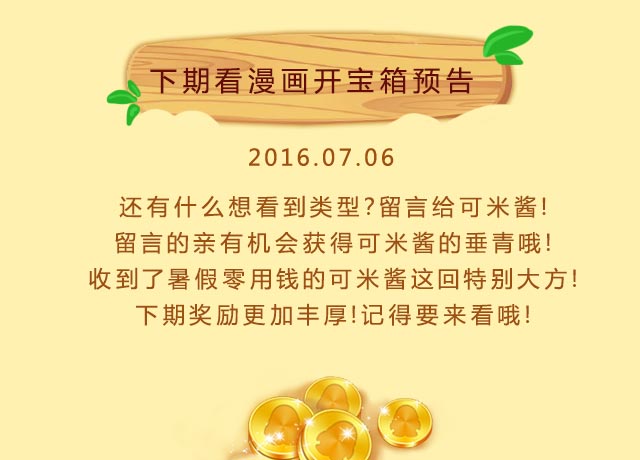 下期看漫画开宝箱预告
2016.07.06
还有什么想看到类型?留言给可米酱!
留言的亲有机会获得可米酱的垂青哦!
收到了暑假零用钱的可米酱这回特别大方!
下期奖励更加丰厚!记得要来看哦!